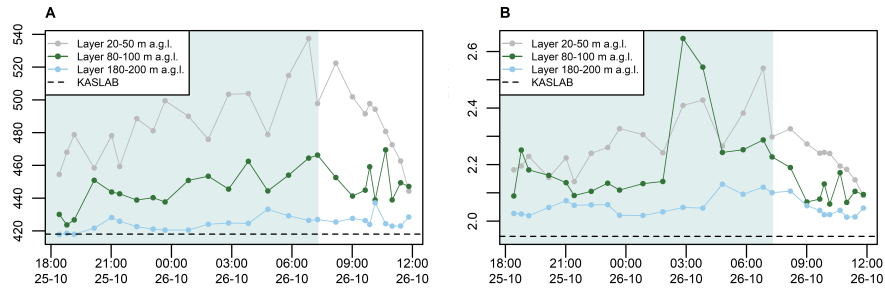 A
540
520
500
480
460
440
420
Layer 20-50 m a.g.l.
Layer 80-100 m a.g.l.
Layer 180-200 m a.g.l.
KASLAB
18:00 21:00 00:00 03:00 06:00 09:00 12:00
25-10 25-10 26-10 26-10 26-10 26-10 26-10
B
2.6
2.4
2.2
2.0
Layer 20-50 m a.g.l.
Layer 80-100 m a.g.l.
Layer 180-200 m a.g.l.
KASLAB
18:00 21:00 00:00 03:00 06:00 09:00 12:00
25-10 25-10 26-10 26-10 26-10 26-10 26-10